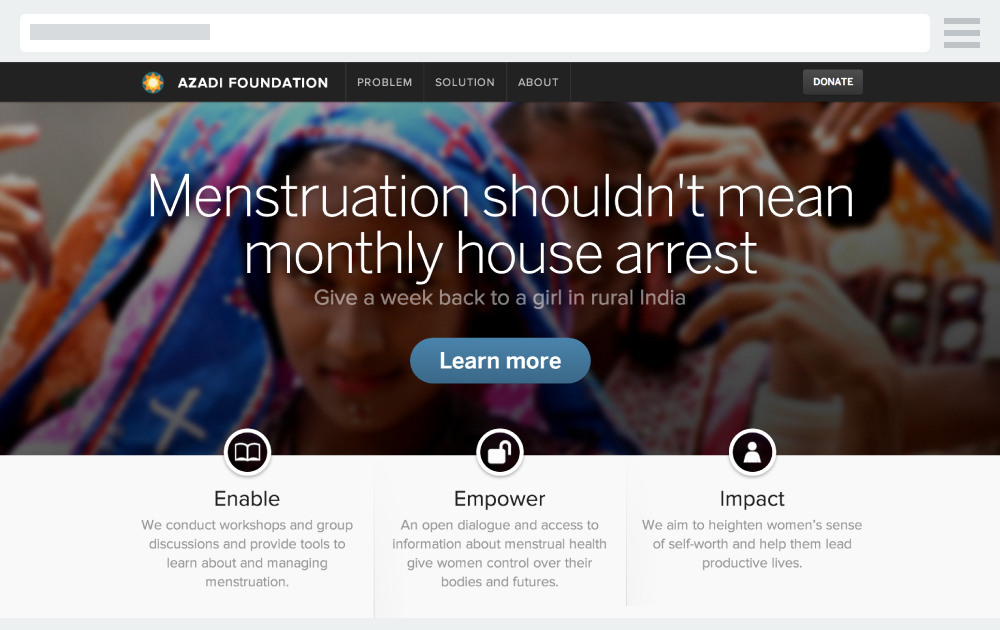 AZADI FOUNDATION
PROBLEM
SOLUTION
ABOUT
DONATE
Menstruation shouldn't mean
monthly house arrest
Give a week back to a girl in rural India
Learn more
Enable
We conduct workshops and group
discussions and provide tools to
learn about and managing
menstruation.
Empower
An open dialogue and access to
information about menstrual health
give women control over their
bodies and futures.
Impact
We aim to heighten women’s sense
of self-worth and help them lead
productive lives.